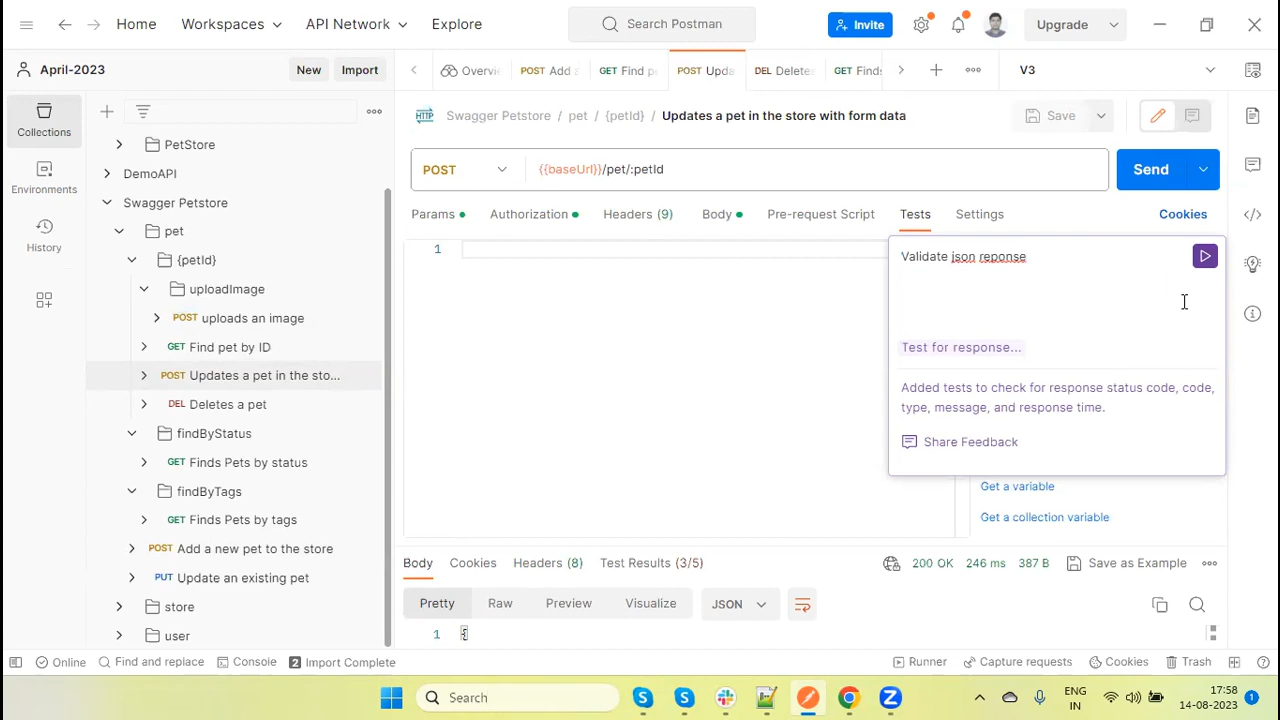 Home
Workspaces
API Network
Explore
Search Postman
Invite
Upgrade
April-2023
New
Import
Overvi
POST Add a
GET Find pe
POST Upda
DEL Delete
GET Finds
V3
Collections
Environments
History
PetStore
DemoAPI
Swagger Petstore
pet
{petId}
uploadImage
POST uploads an image
GET Find pet by ID
POST Updates a pet in the sto...
DEL Deletes a pet
findByStatus
GET Finds Pets by status
findByTags
GET Finds Pets by tags
POST Add a new pet to the store
PUT Update an existing pet
store
user
HTTP
Swagger Petstore / pet / {petId} / Updates a pet in the store with form data
Save
POST
{{baseUrl}}/pet/:petId
Send
Params
Authorization
Headers (9)
Body
Pre-request Script
Tests
Settings
Cookies
1
Validate json reponse
Test for response...
Added tests to check for response status code, code,
type, message, and response time.
Share Feedback
Get a variable
Get a collection variable
Body
Cookies
Headers (8)
Test Results (3/5)
200 OK
246 ms
387 B
Save as Example
Pretty
Raw
Preview
Visualize
JSON
1
{
Online
Find and replace
Console
2 Import Complete
Runner
Capture requests
Cookies
Trash
Search
ENG
IN
17:58
14-08-2023
1